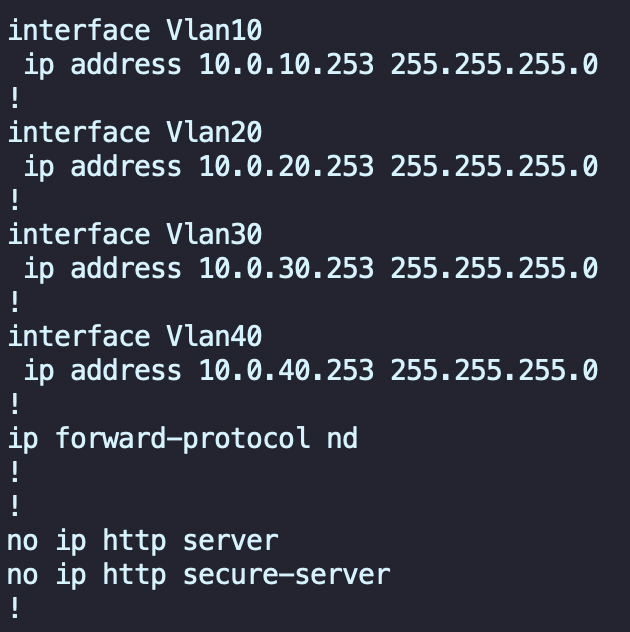 interface Vlan10
 ip address 10.0.10.253 255.255.255.0
!
interface Vlan20
 ip address 10.0.20.253 255.255.255.0
!
interface Vlan30
 ip address 10.0.30.253 255.255.255.0
!
interface Vlan40
 ip address 10.0.40.253 255.255.255.0
!
ip forward-protocol nd
!
!
no ip http server
no ip http secure-server
!